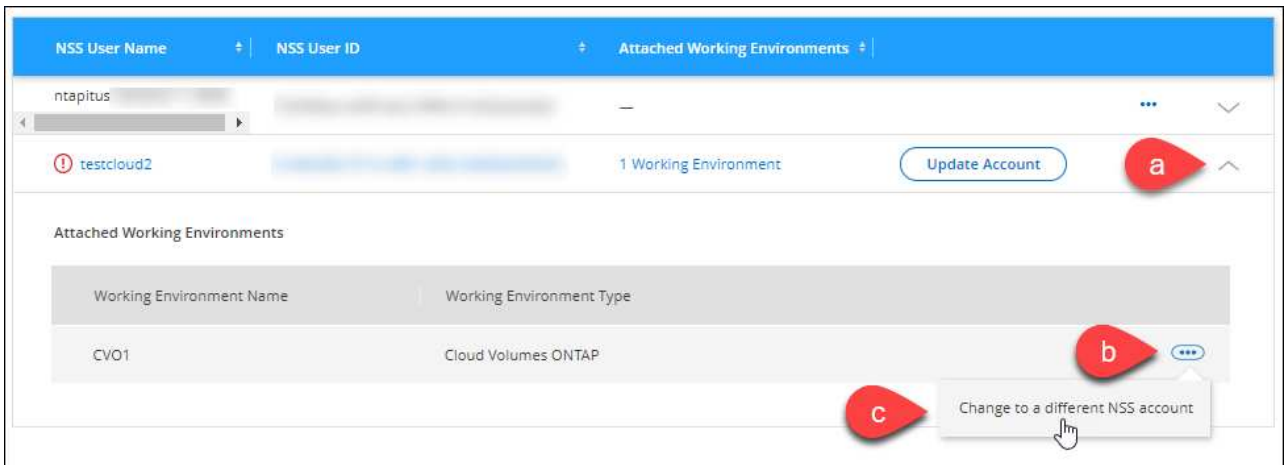 NSS User Name NSS User ID Attached Working Environments
ntapitus —
testcloud2 1 Working Environment Update Account a
Attached Working Environments
Working Environment Name Working Environment Type
CVO1 Cloud Volumes ONTAP b
c Change to a different NSS account